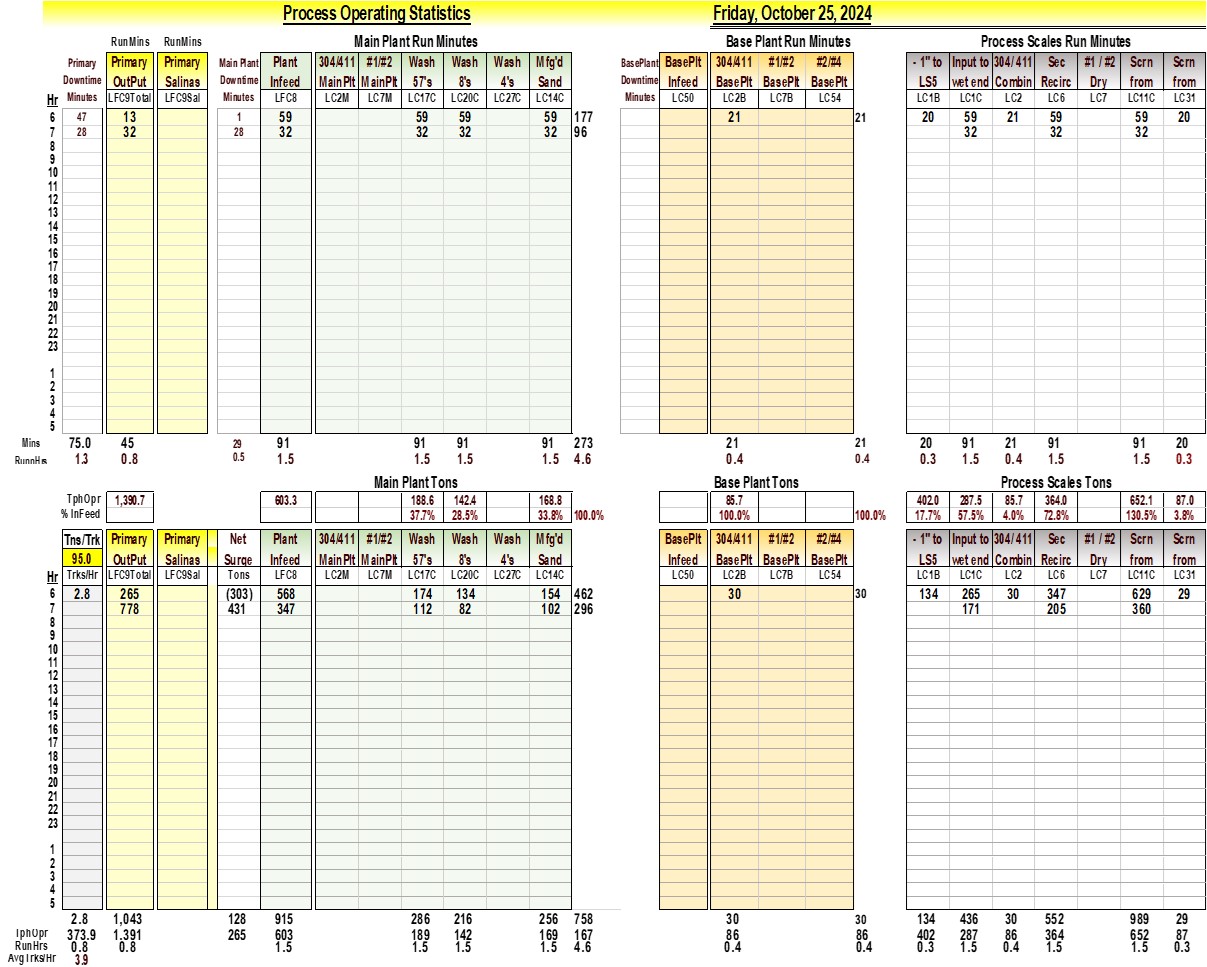 Process Operating Statistics Friday, October 25, 2024
RunMins RunMins Main Plant Run Minutes Base Plant Run Minutes Process Scales Run Minutes
Primary Primary Primary Main Plant Plant 304/411 #1/#2 Wash Wash Wash Mfg'd BasePlant BasePlt 304/411 #1/#2 #2/#4 - 1" to Input to 304/411 Sec #1 / #2 Scrn Scrn
Downtime OutPut Salinas Downtime Infeed MainPlt MainPlt 57's 8's 4's Sand Downtime Infeed BasePlt BasePlt BasePlt LS5 wet end Combin Recirc Dry from from
Hr Minutes LFC9Total LFC9Sal Minutes LFC8 LC2M LC7M LC17C LC20C LC27C LC14C Minutes LC50 LC2B LC7B LC54 LC1B LC1C LC2 LC6 LC7 LC11C LC31
6 47 13 1 59 59 59 59 177 21 21 20 59 21 59 59 20
7 28 32 28 32 32 32 32 96 32 32 32
8
9
10
11
12
13
14
15
16
17
18
19
20
21
22
23
1
2
3
4
5
Mins 75.0 45 29 91 91 91 91 273 21 21 20 91 21 91 91 20
RunnHrs 1.3 0.8 0.5 1.5 1.5 1.5 1.5 4.6 0.4 0.4 0.3 1.5 0.4 1.5 1.5 0.3
Main Plant Tons Base Plant Tons Process Scales Tons
TphOpr 1,390.7 603.3 188.6 142.4 168.8 85.7 402.0 287.5 85.7 364.0 652.1 87.0
% InFeed 37.7% 28.5% 33.8% 100.0% 100.0% 100.0% 17.7% 57.5% 4.0% 72.8% 130.5% 3.8%
Tns/Trk Primary Primary Net Plant 304/411 #1/#2 Wash Wash Wash Mfg'd BasePlt 304/411 #1/#2 #2/#4 - 1" to Input to 304/411 Sec #1 / #2 Scrn Scrn
95.0 OutPut Salinas Surge Infeed MainPlt MainPlt 57's 8's 4's Sand Infeed BasePlt BasePlt BasePlt LS5 wet end Combin Recirc Dry from from
Hr Trks/Hr LFC9Total LFC9Sal Tons LFC8 LC2M LC7M LC17C LC20C LC27C LC14C LC50 LC2B LC7B LC54 LC1B LC1C LC2 LC6 LC7 LC11C LC31
6 2.8 265 (303) 568 174 134 154 462 30 30 134 265 30 347 629 29
7 778 431 347 112 82 102 296 171 205 360
8
9
10
11
12
13
14
15
16
17
18
19
20
21
22
23
1
2
3
4
5
2.8 1,043 128 915 286 216 256 758 30 30 134 436 30 552 989 29
TphOpr 373.9 1,391 265 603 189 142 169 167 86 86 402 287 86 364 652 87
RunHrs 0.8 0.8 1.5 1.5 1.5 1.5 4.6 0.4 0.4 0.3 1.5 0.4 1.5 1.5 0.3
AvgTrks/Hr 3.9